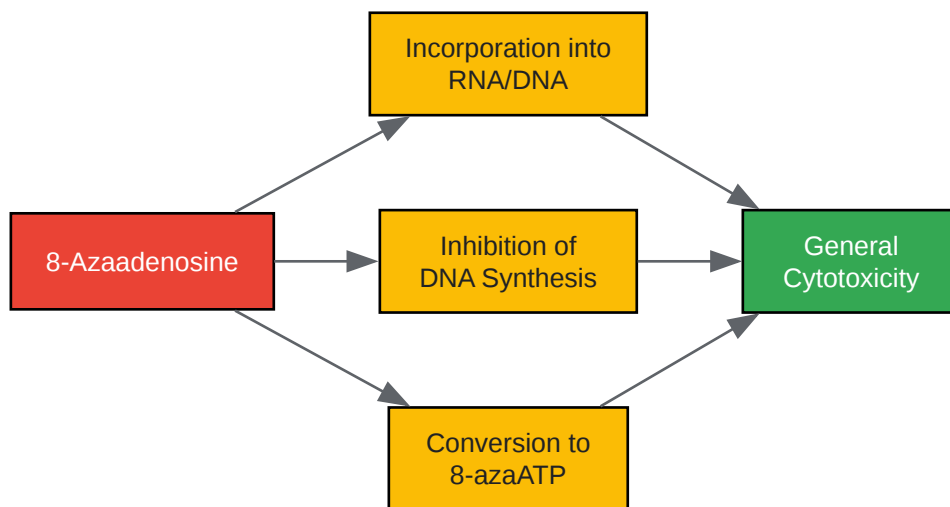 Incorporation into
RNA/DNA
8-Azaadenosine
Inhibition of
DNA Synthesis
General
Cytotoxicity
Conversion to
8-azaATP